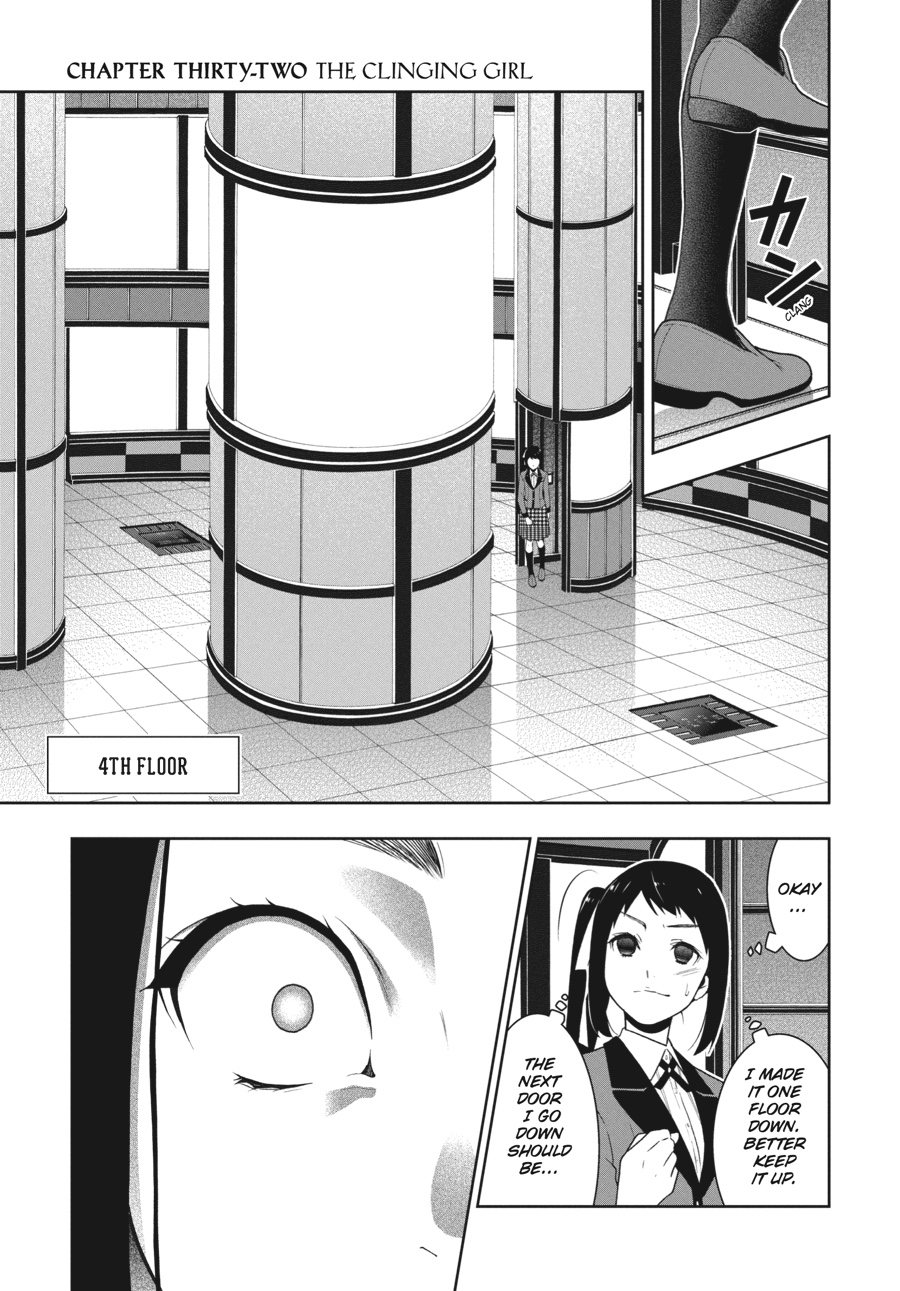 CHAPTER THIRTY-TWO THE CLINGING GIRL
カン
CLANG
4TH FLOOR
OKAY
...
I MADE
IT ONE
FLOOR
DOWN.
BETTER
KEEP
IT UP.
THE
NEXT
DOOR
I GO
DOWN
SHOULD
BE...